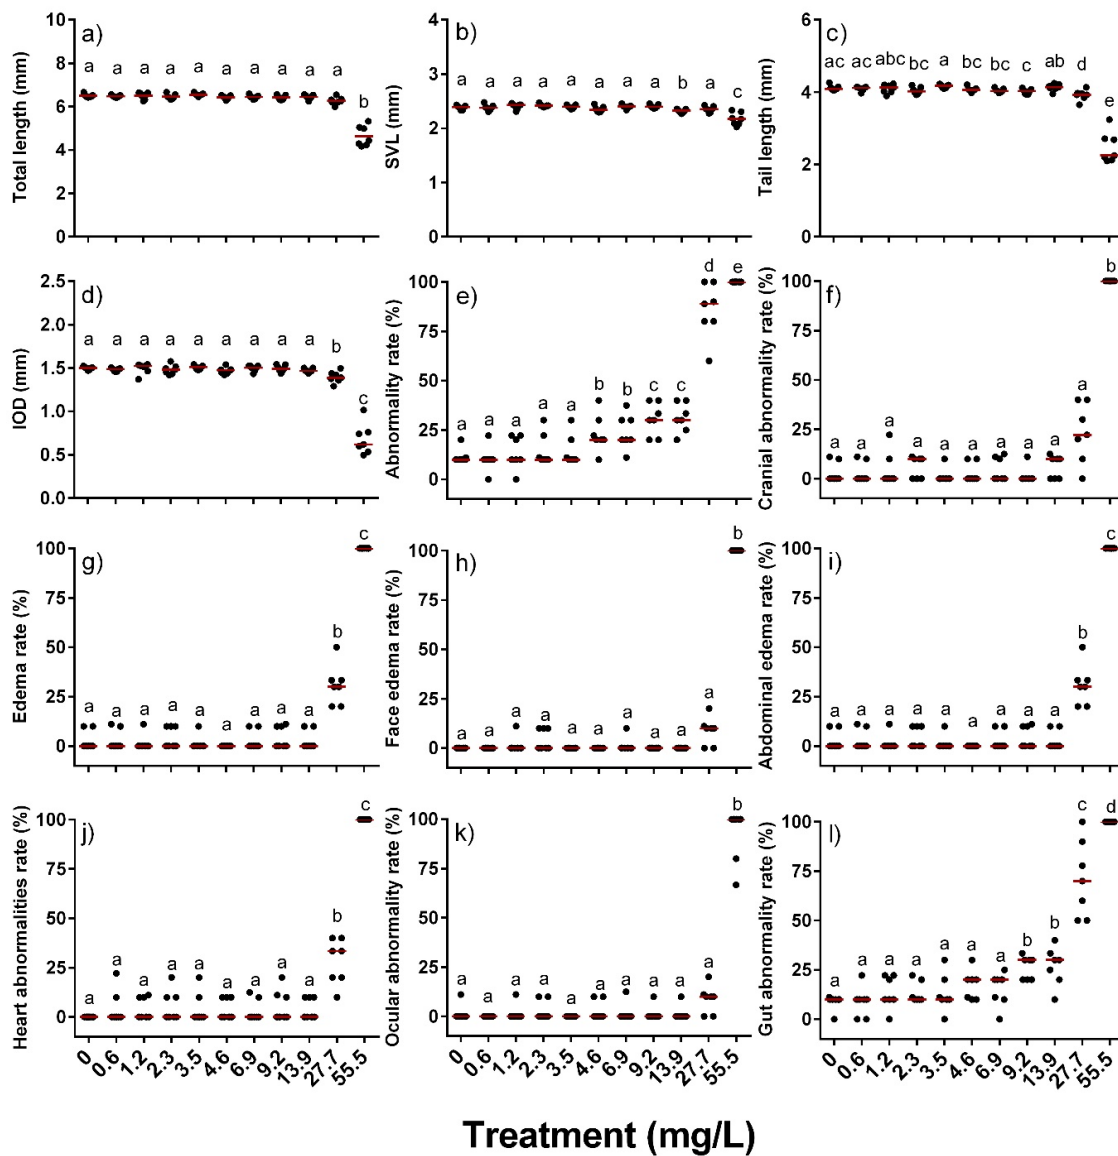 a)
Total length (mm)
10
8
6
4
2
0
a a a a a a a a a a b
b)
SVL (mm)
4
3
2
1
0
a a a a a a a a b a c
c)
Tail length (mm)
6
4
2
0
ac ac abc bc a bc bc c ab d e
d)
IOD (mm)
2.5
2.0
1.5
1.0
0.5
0.0
a a a a a a a a a b c
e)
Abnormality rate (%)
100
75
50
25
0
a a a a a b b c c d e
f)
Cranial abnormality rate (%)
100
75
50
25
0
a a a a a a a a a a b
g)
Edema rate (%)
100
75
50
25
0
a a a a a a a a a b c
h)
Face edema rate (%)
100
75
50
25
0
a a a a a a a a a a b
i)
Abdominal edema rate (%)
100
75
50
25
0
a a a a a a a a a b c
j)
Heart abnormalities rate (%)
100
75
50
25
0
a a a a a a a a a b c
0 0.6 1.2 2.3 3.5 4.6 6.9 9.2 13.9 27.7 55.5
k)
Ocular abnormality rate (%)
100
75
50
25
0
a a a a a a a a a a b
0 0.6 1.2 2.3 3.5 4.6 6.9 9.2 13.9 27.7 55.5
l)
Gut abnormality rate (%)
100
75
50
25
0
a a a a a a a b b c d
0 0.6 1.2 2.3 3.5 4.6 6.9 9.2 13.9 27.7 55.5
Treatment (mg/L)